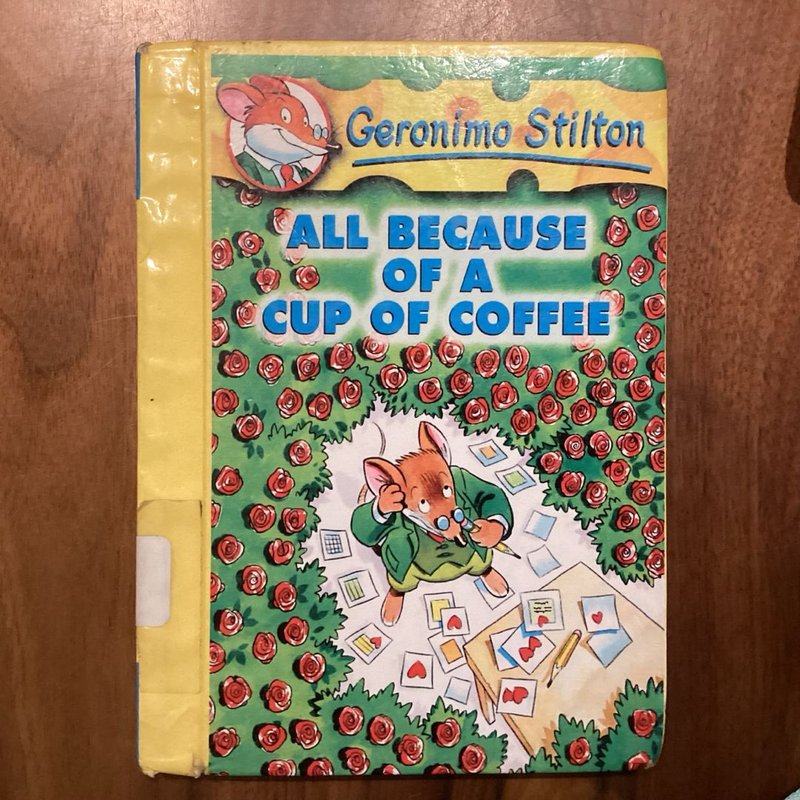 Geronimo Stilton
ALL BECAUSE
OF A
CUP OF COFFEE